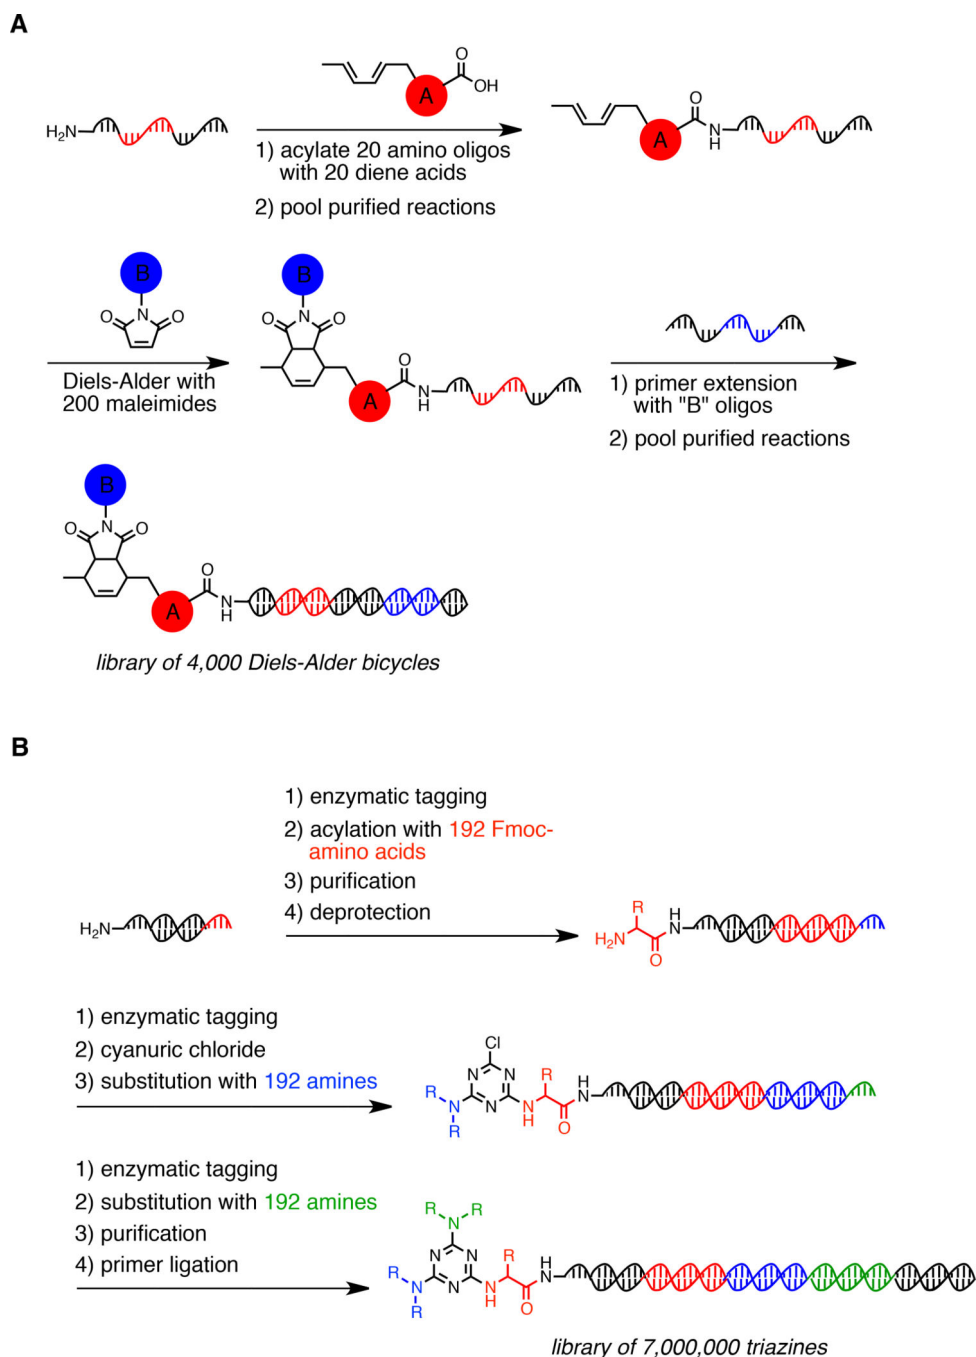 A
O
OH
A
H2N
1) acylate 20 amino oligos
with 20 diene acids
2) pool purified reactions
O
A
N
H
B
N
O
O
Diels-Alder with
200 maleimides
B
N
O
O
O
A
N
H
1) primer extension
with "B" oligos
2) pool purified reactions
B
N
O
O
O
A
N
H
library of 4,000 Diels-Alder bicycles
B
1) enzymatic tagging
2) acylation with 192 Fmoc-
amino acids
3) purification
4) deprotection
H2N
R
H
N
H2N
O
1) enzymatic tagging
2) cyanuric chloride
3) substitution with 192 amines
Cl
N
N
R
H
N
R
N
N
N
H
O
R
1) enzymatic tagging
2) substitution with 192 amines
3) purification
4) primer ligation
R
R
N
N
N
R
H
N
R
N
N
N
H
O
R
library of 7,000,000 triazines